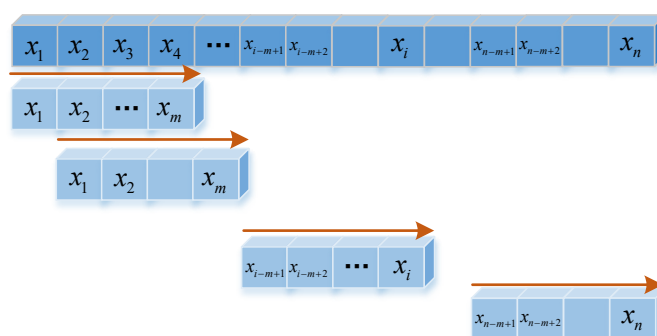 x₁ x₂ x₃ x₄ ••• xᵢ₋ₘ₊₁ xᵢ₋ₘ₊₂ xᵢ xₙ₋ₘ₊₁ xₙ₋ₘ₊₂ xₙ
x₁ x₂ ••• xₘ
x₁ x₂ xₘ
xᵢ₋ₘ₊₁ xᵢ₋ₘ₊₂ ••• xᵢ
xₙ₋ₘ₊₁ xₙ₋ₘ₊₂ xₙ